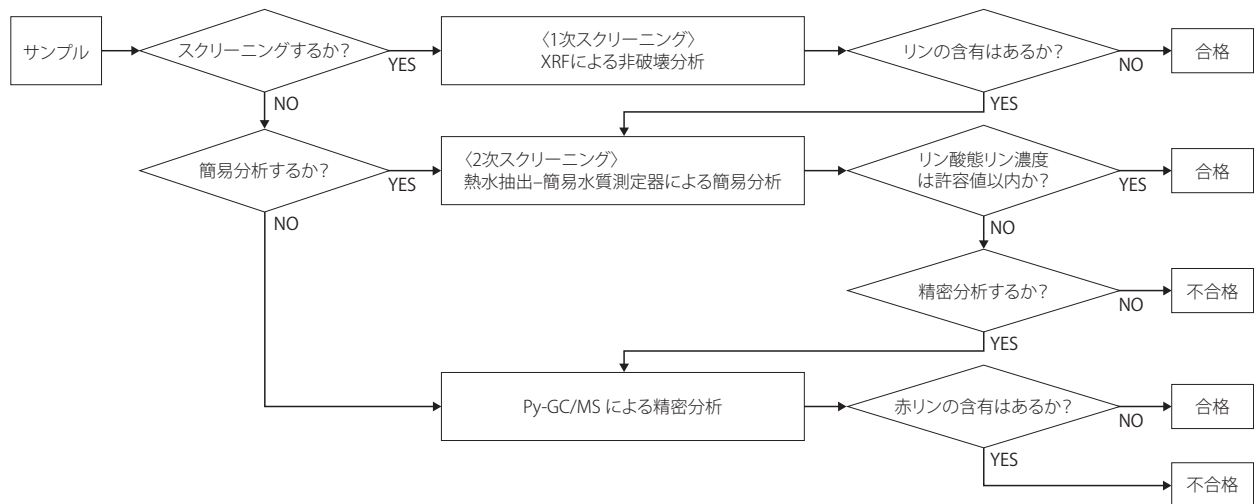 サンプル
スクリーニングするか？
YES
〈1次スクリーニング〉
XRFによる非破壊分析
リンの含有はあるか？
NO
合格
NO
YES
簡易分析するか？
YES
〈2次スクリーニング〉
熱水抽出–簡易水質測定器による簡易分析
リン酸態リン濃度
は許容値以内か？
YES
合格
NO
NO
精密分析するか？
NO
不合格
YES
Py-GC/MS による精密分析
赤リンの含有はあるか？
NO
合格
YES
不合格